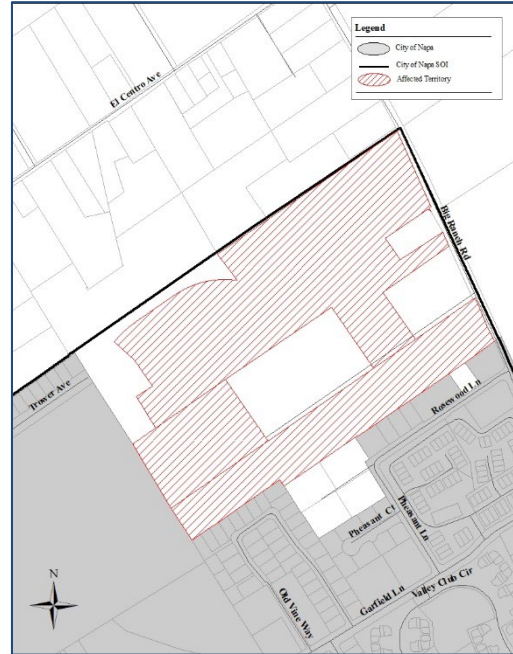 Legend
City of Napa
City of Napa SOI
Affected Territory
El Centro Ave
Big Ranch Rd
Trower Ave
Rosewood Ln
Pheasant Ln
Pheasant Ct
Valley Club Cir
Garfield Ln
Old Vine Way
N